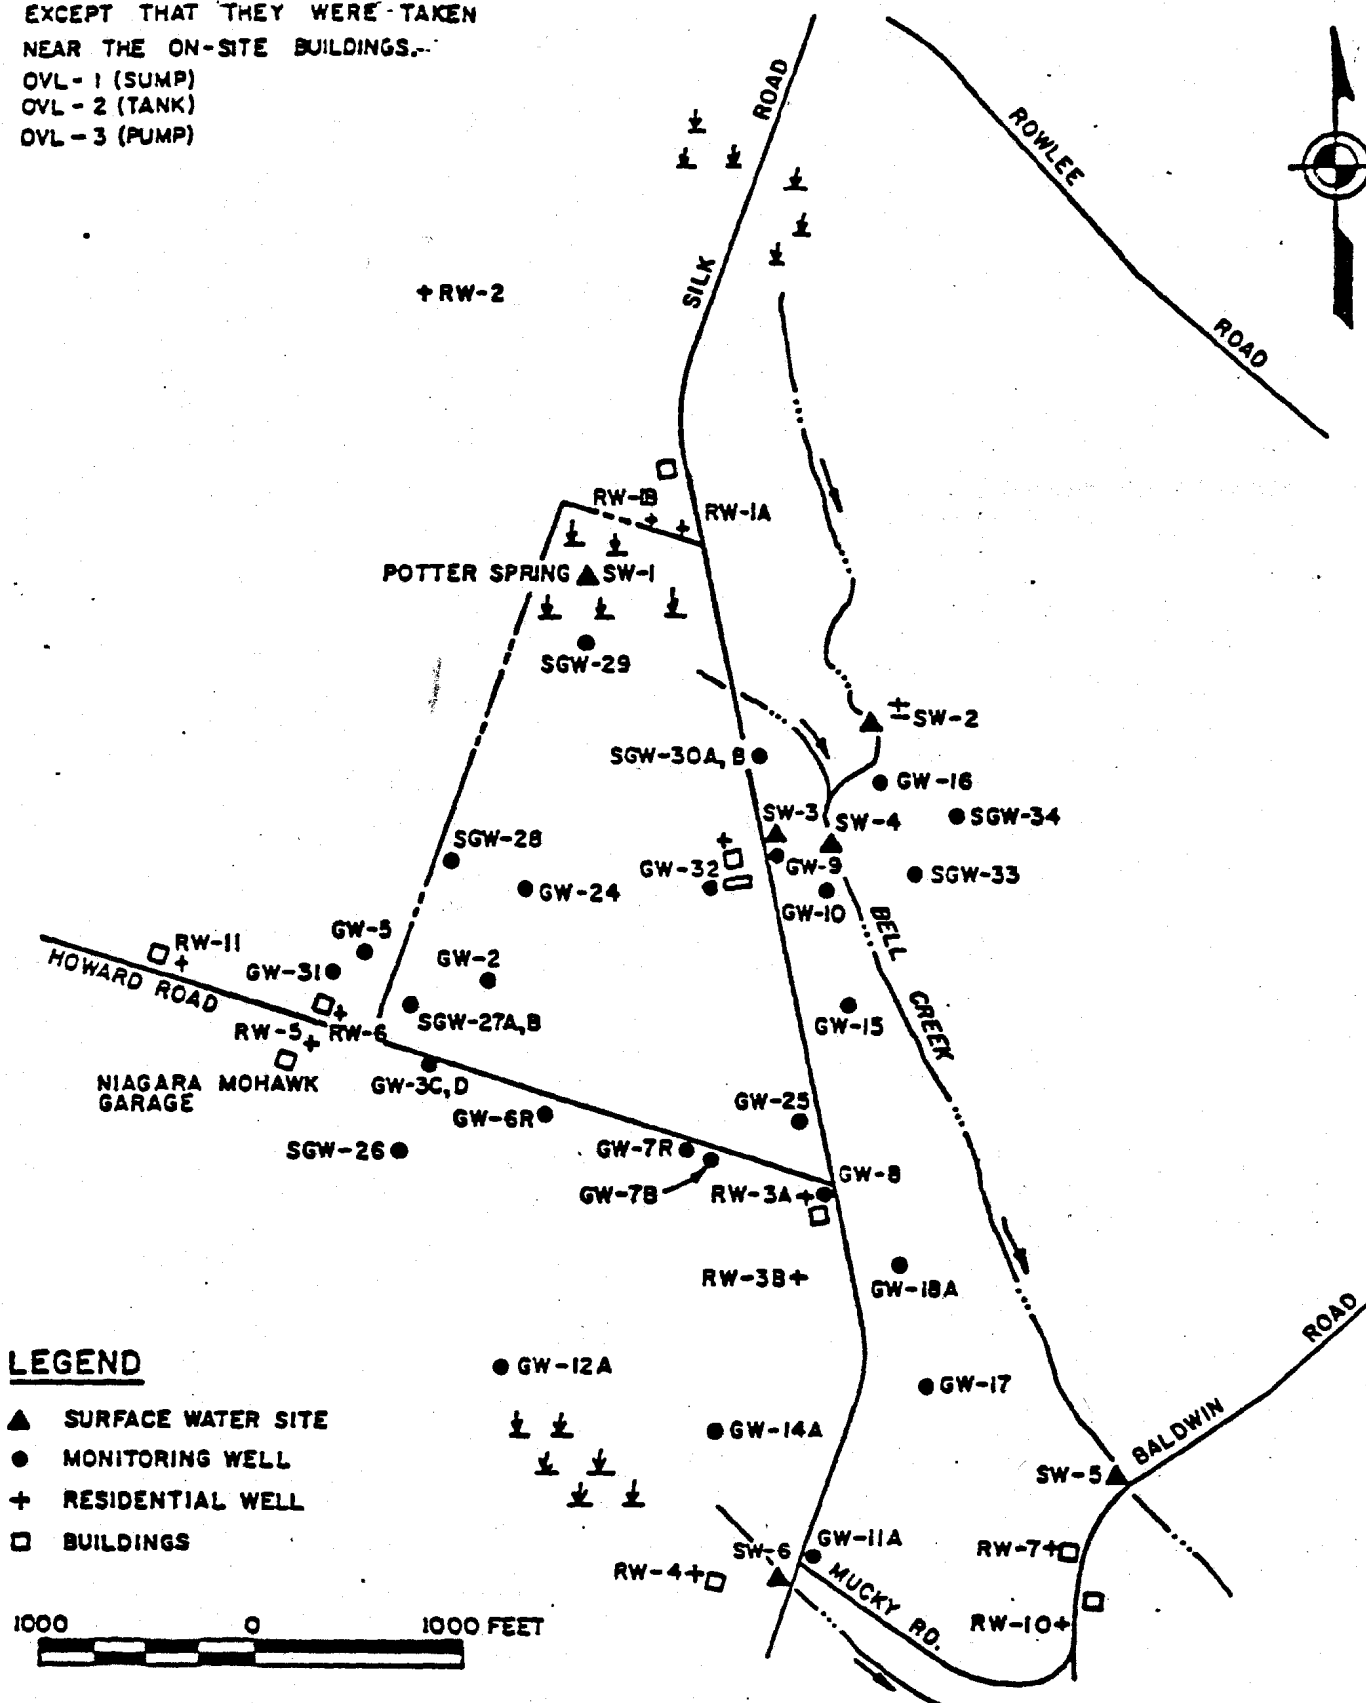 EXCEPT THAT THEY WERE TAKEN
NEAR THE ON-SITE BUILDINGS.
OVL - 1 (SUMP)
OVL - 2 (TANK)
OVL - 3 (PUMP)
SILK ROAD
ROWLEE ROAD
RW-2
RW-1B
RW-1A
POTTER SPRING
SW-1
SGW-29
SW-2
SGW-30A, B
GW-16
SW-3
SW-4
SGW-34
SGW-28
GW-32
GW-9
SGW-33
GW-24
GW-10
BELL CREEK
GW-5
RW-11
GW-2
GW-31
HOWARD ROAD
SGW-27A,B
GW-15
RW-5
RW-6
NIAGARA MOHAWK
GARAGE
GW-3C, D
GW-25
GW-6R
SGW-26
GW-7R
GW-8
GW-7B
RW-3A
RW-3B
GW-18A
LEGEND
GW-12A
GW-17
SURFACE WATER SITE
GW-14A
BALDWIN ROAD
MONITORING WELL
SW-5
RESIDENTIAL WELL
BUILDINGS
GW-11A
SW-6
RW-7
RW-4
MUCKY RD.
RW-10
1000 0 1000 FEET